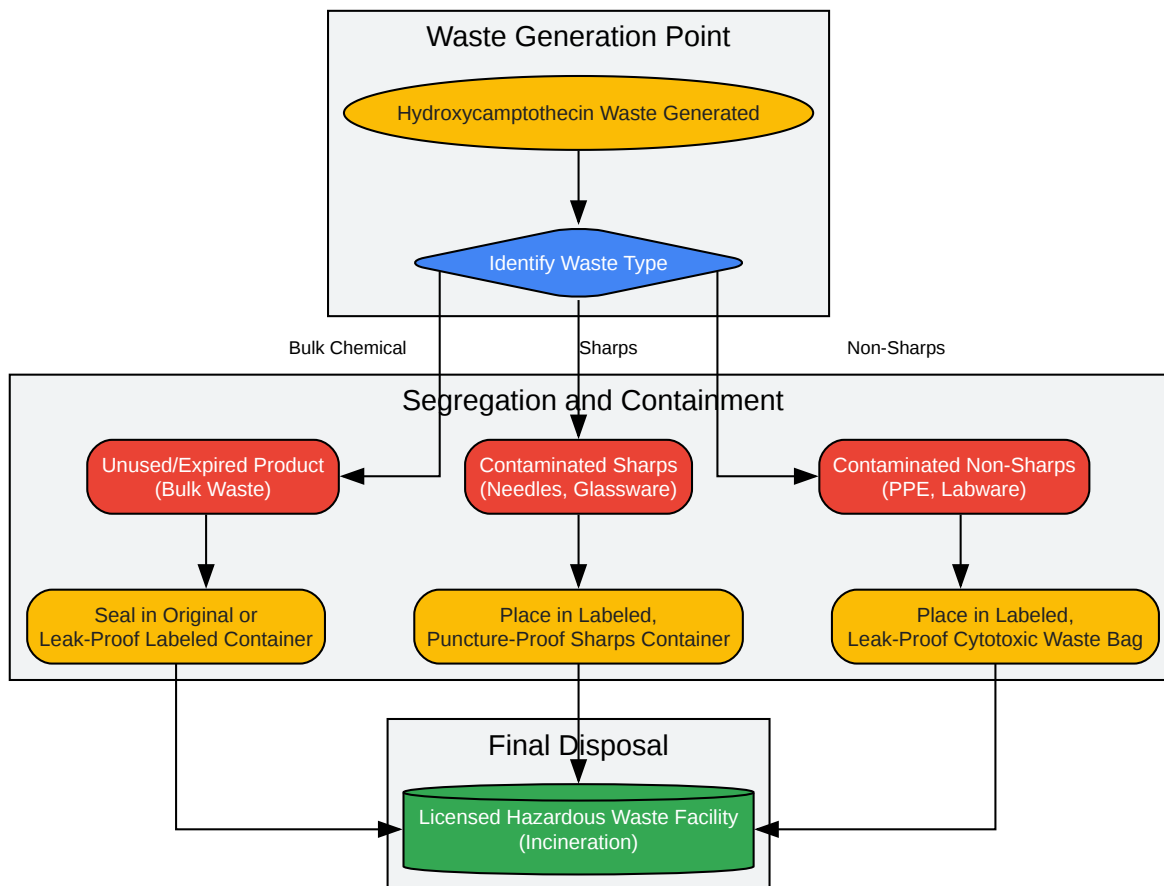 Waste Generation Point
Hydroxycamptothecin Waste Generated
Identify Waste Type
Bulk Chemical
Sharps
Non-Sharps
Segregation and Containment
Unused/Expired Product
(Bulk Waste)
Contaminated Sharps
(Needles, Glassware)
Contaminated Non-Sharps
(PPE, Labware)
Seal in Original or
Leak-Proof Labeled Container
Place in Labeled,
Puncture-Proof Sharps Container
Place in Labeled,
Leak-Proof Cytotoxic Waste Bag
Final Disposal
Licensed Hazardous Waste Facility
(Incineration)